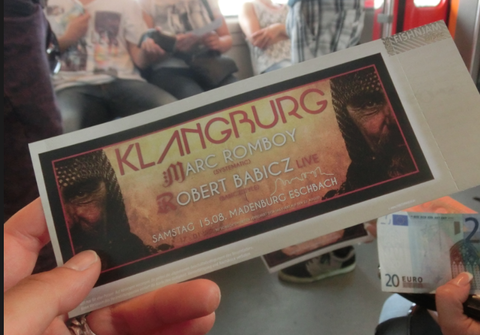 KLANGBURG
MARC ROMBOY
ROBERT BABICZ LIVE
SAMSTAG 15.08. MADENBURG ESCHBACH
20 EURO